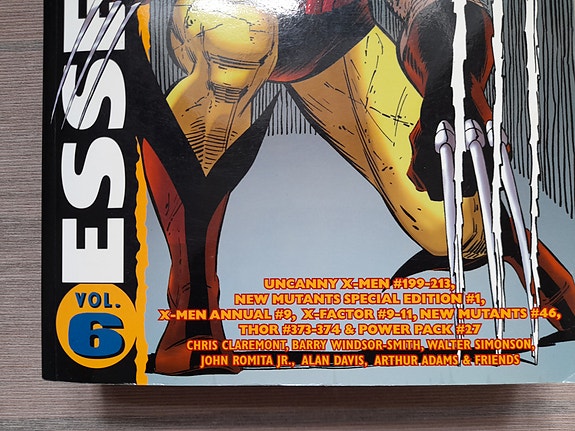 ESSE
VOL.
6
UNCANNY X-MEN #199-213,
NEW MUTANTS SPECIAL EDITION #1,
X-MEN ANNUAL #9, X-FACTOR #9-11, NEW MUTANTS #46,
THOR #373-374 & POWER PACK #27
CHRIS CLAREMONT, BARRY WINDSOR-SMITH, WALTER SIMONSON,
JOHN ROMITA JR., ALAN DAVIS, ARTHUR ADAMS & FRIENDS